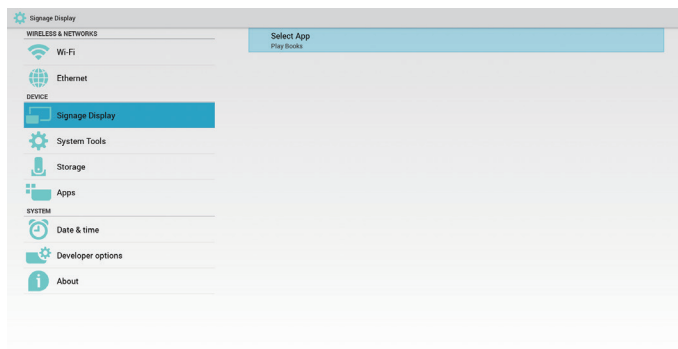 Signage Display
WIRELESS & NETWORKS
Wi-Fi
Ethernet
DEVICE
Signage Display
System Tools
Storage
Apps
SYSTEM
Date & time
Developer options
About
Select App
Play Books